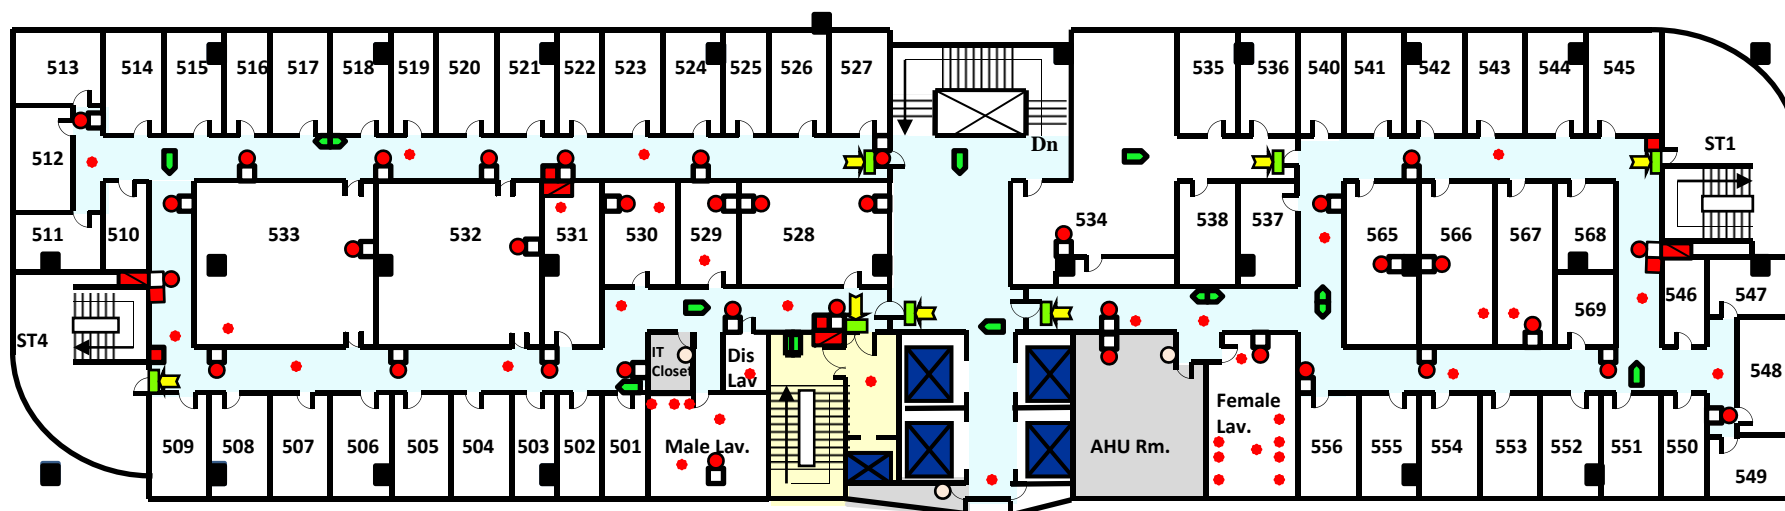 513 514 515 516 517 518 519 520 521 522 523 524 525 526 527 535 536 540 541 542 543 544 545
Dn
ST1
512
511 510 533 532 531 530 529 528 534 538 537 565 566 567 568
569 546 547
ST4
IT
Closet
Dis
Lav
548
509 508 507 506 505 504 503 502 501 Male Lav. AHU Rm. Female
Lav.
556 555 554 553 552 551 550
549